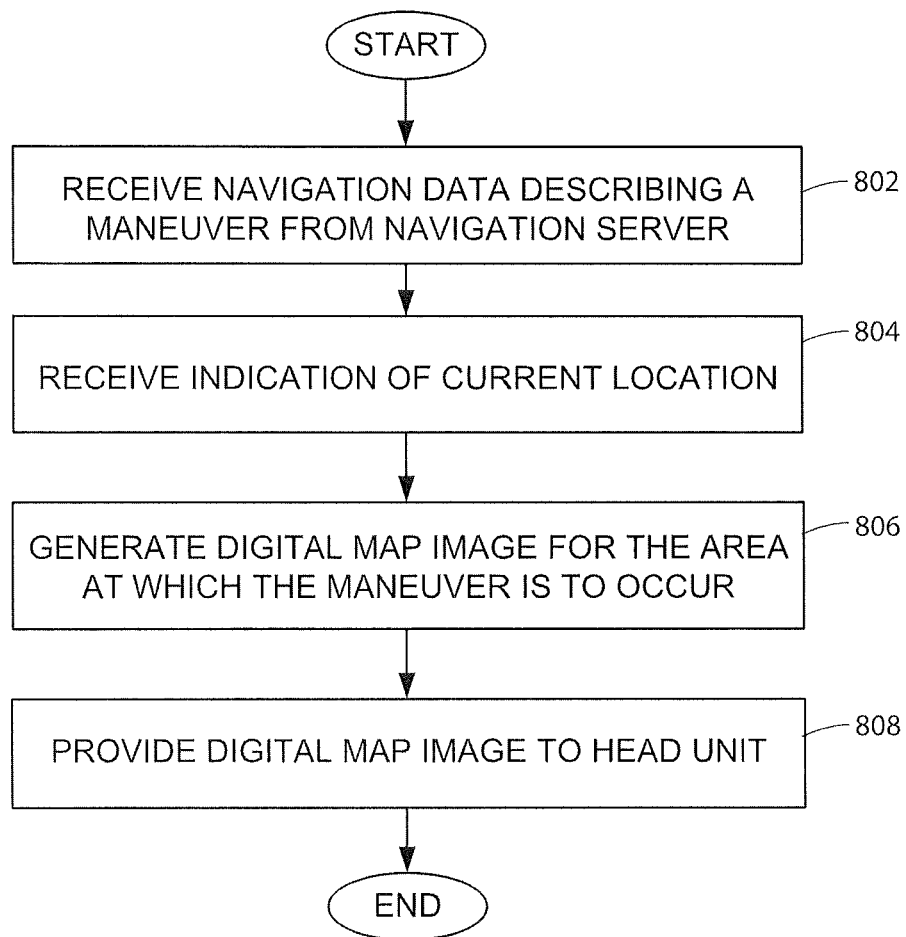 START
RECEIVE NAVIGATION DATA DESCRIBING A
MANEUVER FROM NAVIGATION SERVER
802
RECEIVE INDICATION OF CURRENT LOCATION
804
GENERATE DIGITAL MAP IMAGE FOR THE AREA
AT WHICH THE MANEUVER IS TO OCCUR
806
PROVIDE DIGITAL MAP IMAGE TO HEAD UNIT
808
END